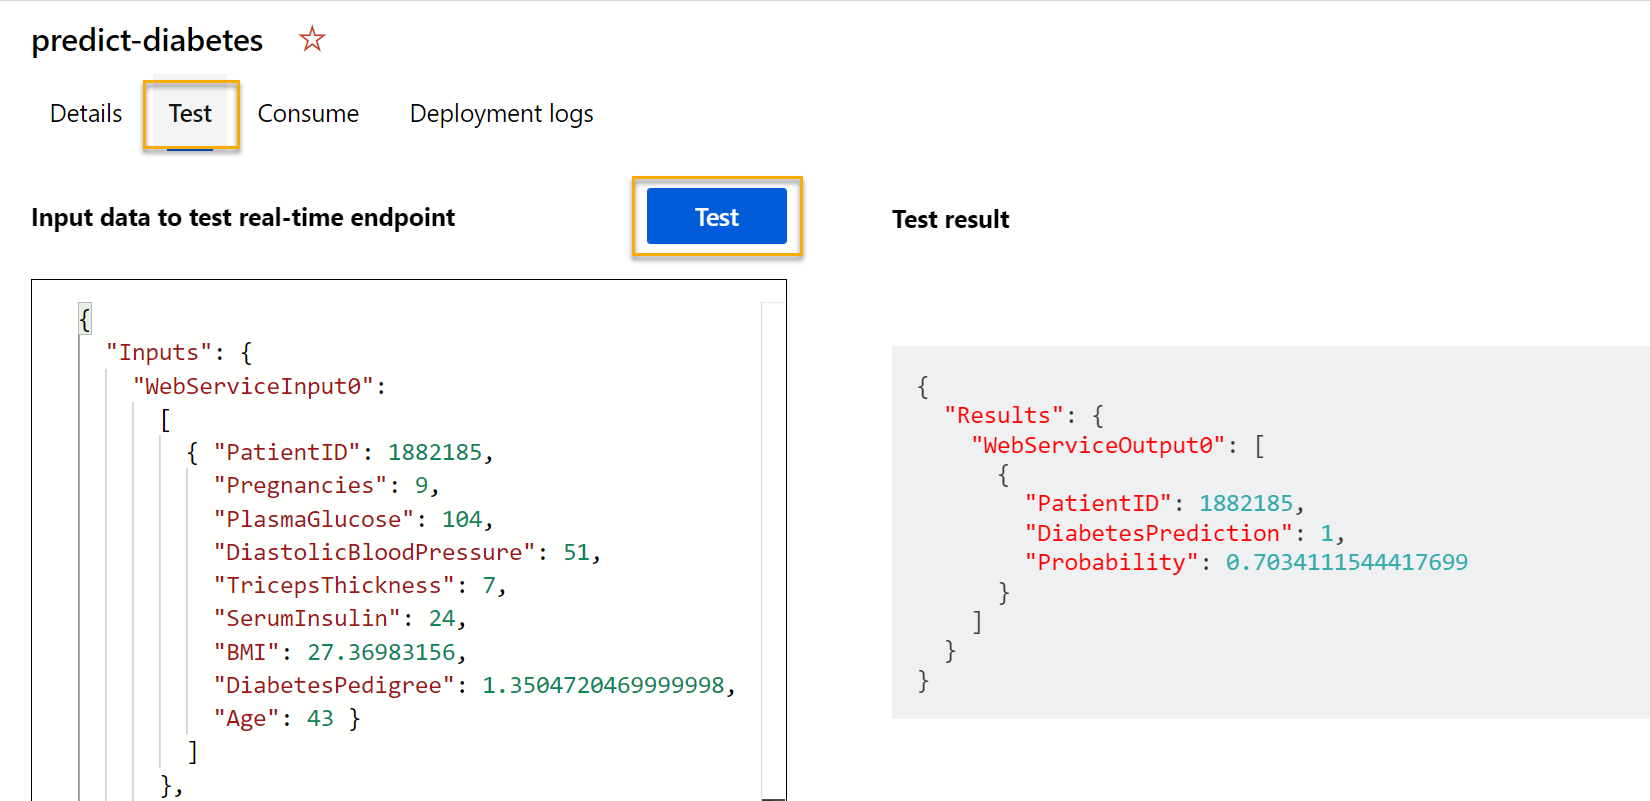 predict-diabetes
Details Test Consume Deployment logs
Input data to test real-time endpoint
Test
{
"Inputs": {
"WebServiceInput0":
[
{ "PatientID": 1882185,
"Pregnancies": 9,
"PlasmaGlucose": 104,
"DiastolicBloodPressure": 51,
"TricepsThickness": 7,
"SerumInsulin": 24,
"BMI": 27.36983156,
"DiabetesPedigree": 1.3504720469999998,
"Age": 43 }
]
},
Test result
{
"Results": {
"WebServiceOutput0": [
{
"PatientID": 1882185,
"DiabetesPrediction": 1,
"Probability": 0.7034111544417699
}
]
}
}